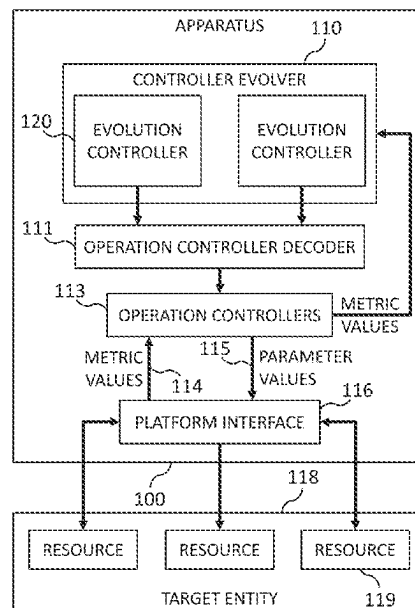 APPARATUS
110
CONTROLLER EVOLVER
120
EVOLUTION
CONTROLLER
EVOLUTION
CONTROLLER
111
OPERATION CONTROLLER DECODER
113
OPERATION CONTROLLERS
METRIC
VALUES
METRIC
VALUES
114
115
PARAMETER
VALUES
116
PLATFORM INTERFACE
100
118
RESOURCE
RESOURCE
RESOURCE
119
TARGET ENTITY